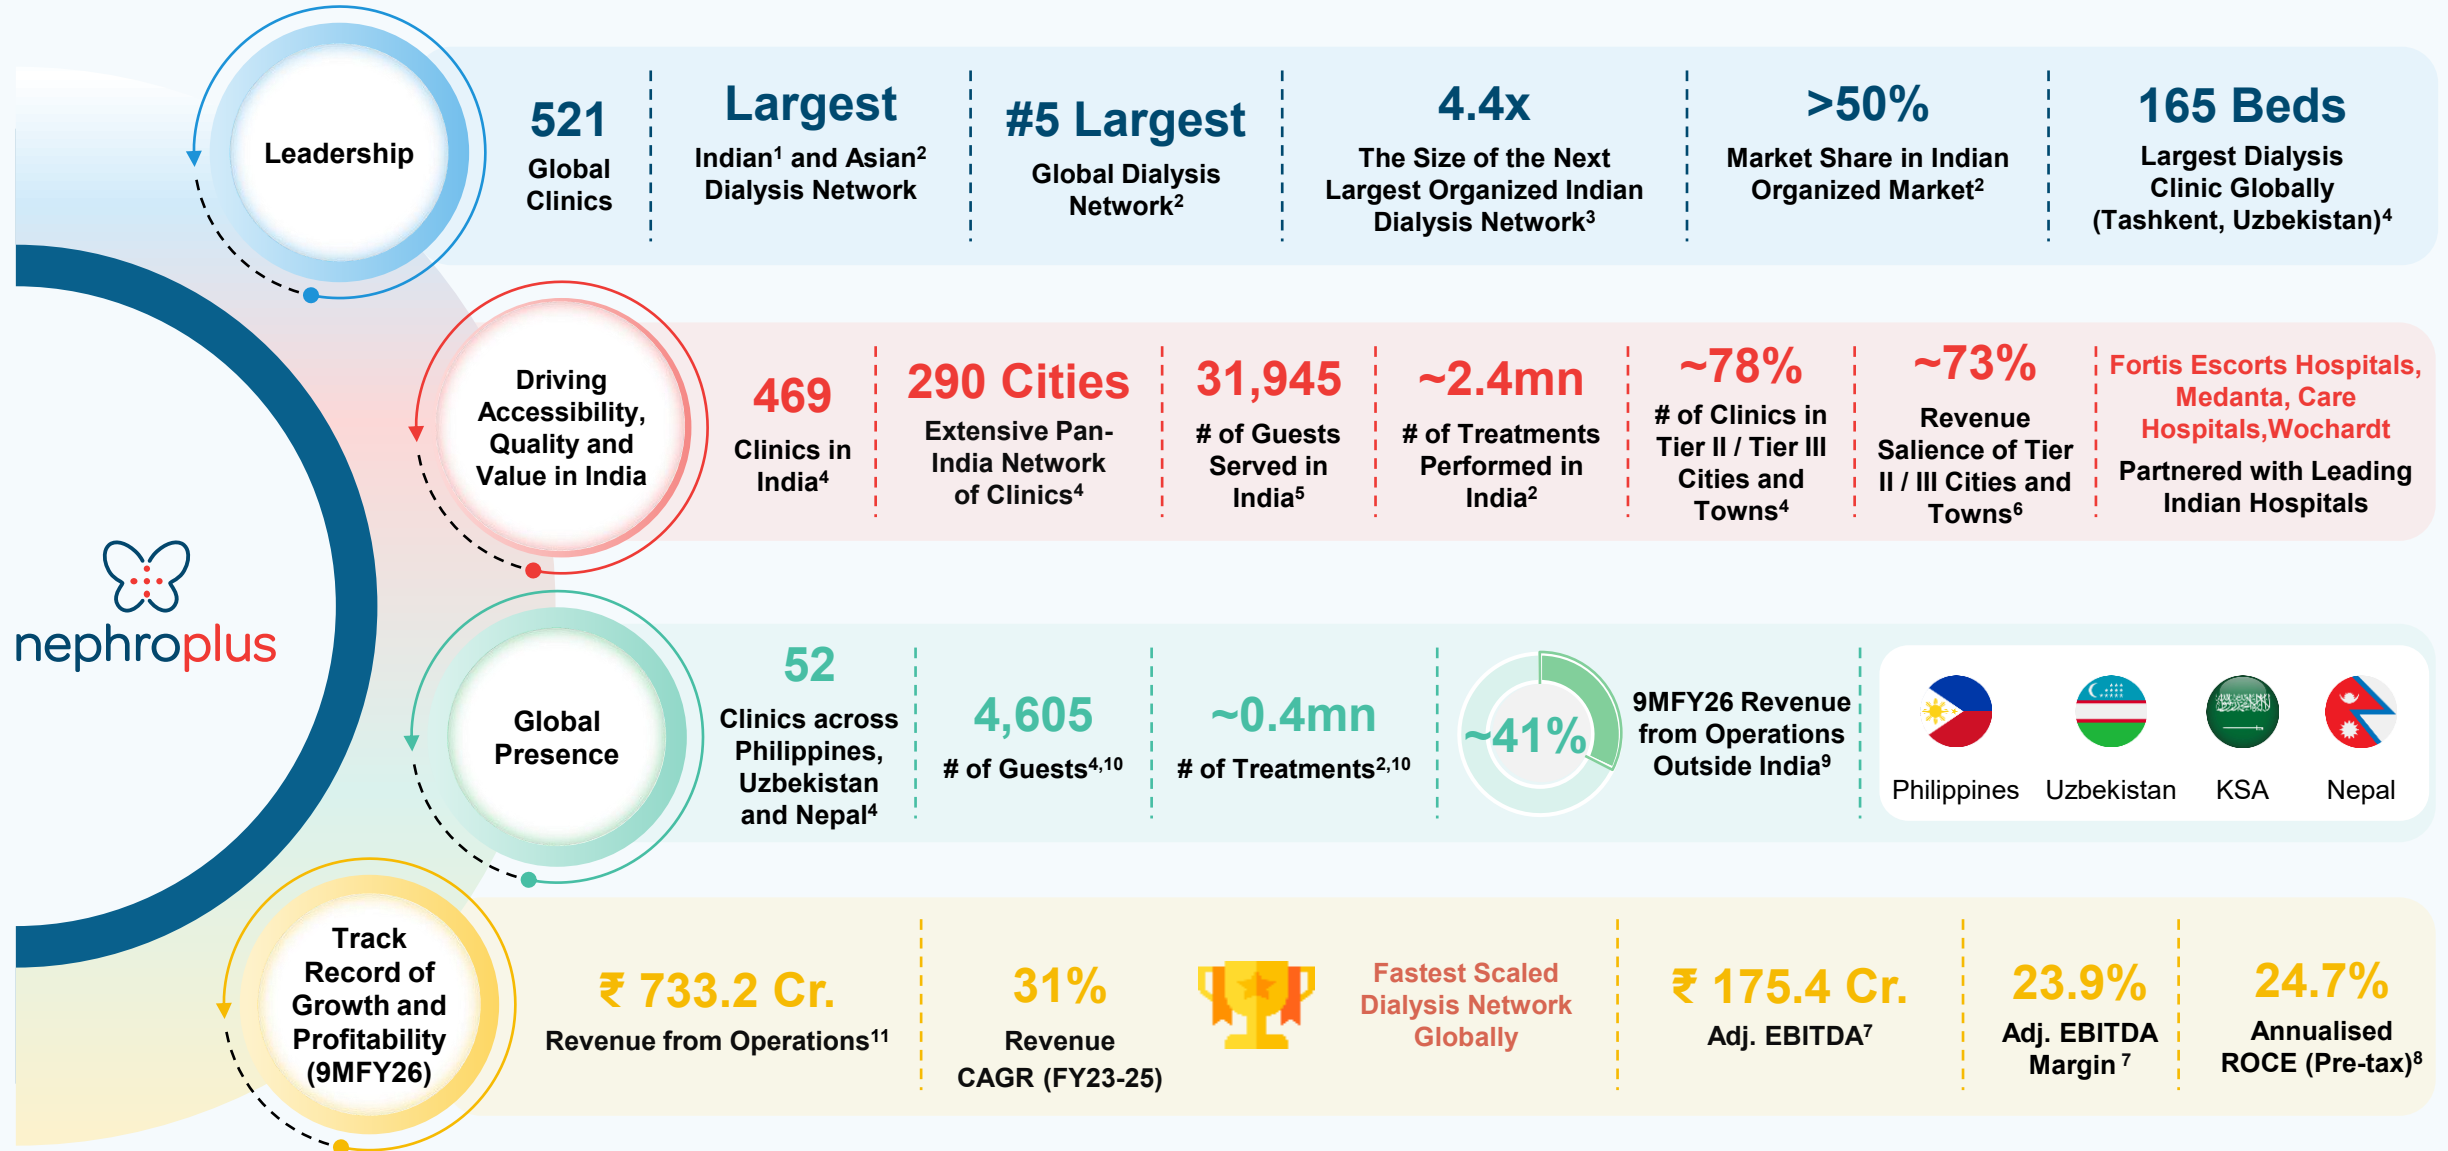 Leadership
521
Global
Clinics
Largest
Indian¹ and Asian²
Dialysis Network
#5 Largest
Global Dialysis
Network²
4.4x
The Size of the Next
Largest Organized Indian
Dialysis Network³
>50%
Market Share in Indian
Organized Market²
165 Beds
Largest Dialysis
Clinic Globally
(Tashkent, Uzbekistan)⁴
Driving
Accessibility,
Quality and
Value in India
469
Clinics in
India⁴
290 Cities
Extensive Pan-
India Network
of Clinics⁴
31,945
# of Guests
Served in
India⁵
~2.4mn
# of Treatments
Performed in
India²
~78%
# of Clinics in
Tier II / Tier III
Cities and
Towns⁴
~73%
Revenue
Salience of Tier
II / III Cities and
Towns⁶
Fortis Escorts Hospitals,
Medanta, Care
Hospitals,Wochardt
Partnered with Leading
Indian Hospitals
nephroplus
Global
Presence
52
Clinics across
Philippines,
Uzbekistan
and Nepal⁴
4,605
# of Guests⁴,¹⁰
~0.4mn
# of Treatments²,¹⁰
~41%
9MFY26 Revenue
from Operations
Outside India⁹
Philippines
Uzbekistan
KSA
Nepal
Track
Record of
Growth and
Profitability
(9MFY26)
₹ 733.2 Cr.
Revenue from Operations¹¹
31%
Revenue
CAGR (FY23-25)
Fastest Scaled
Dialysis Network
Globally
₹ 175.4 Cr.
Adj. EBITDA⁷
23.9%
Adj. EBITDA
Margin ⁷
24.7%
Annualised
ROCE (Pre-tax)⁸